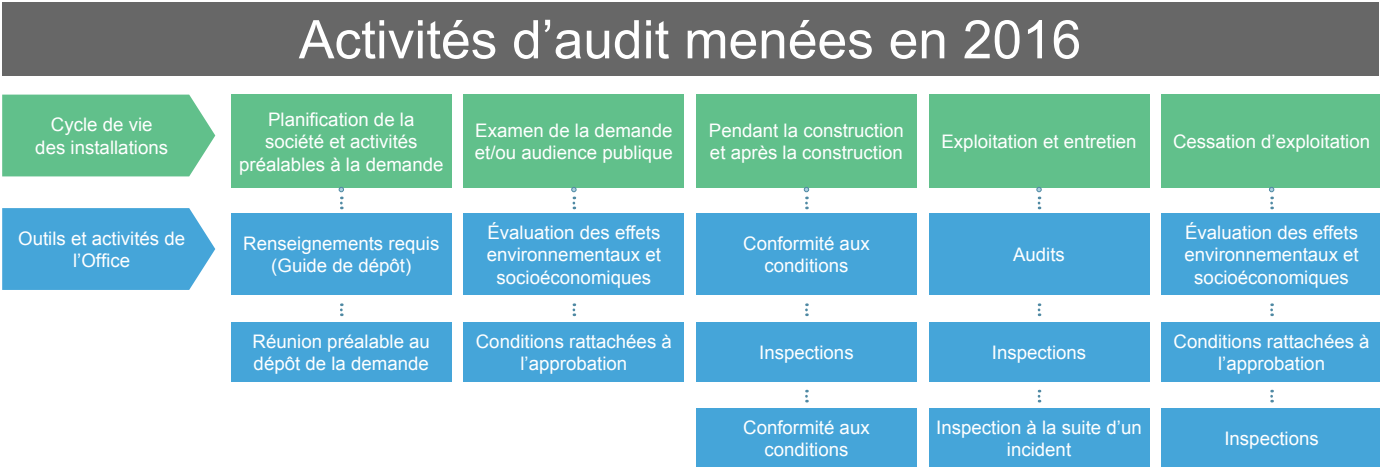 Activités d’audit menées en 2016
Cycle de vie
des installations
Planification de la
société et activités
préalables à la demande
Examen de la demande
et/ou audience publique
Pendant la construction
et après la construction
Exploitation et entretien
Cessation d’exploitation
Outils et activités de
l’Office
Renseignements requis
(Guide de dépôt)
Évaluation des effets
environnementaux et
socioéconomiques
Conformité aux
conditions
Audits
Évaluation des effets
environnementaux et
socioéconomiques
Réunion préalable au
dépôt de la demande
Conditions rattachées à
l’approbation
Inspections
Inspections
Conditions rattachées à
l’approbation
Conformité aux
conditions
Inspection à la suite d’un
incident
Inspections